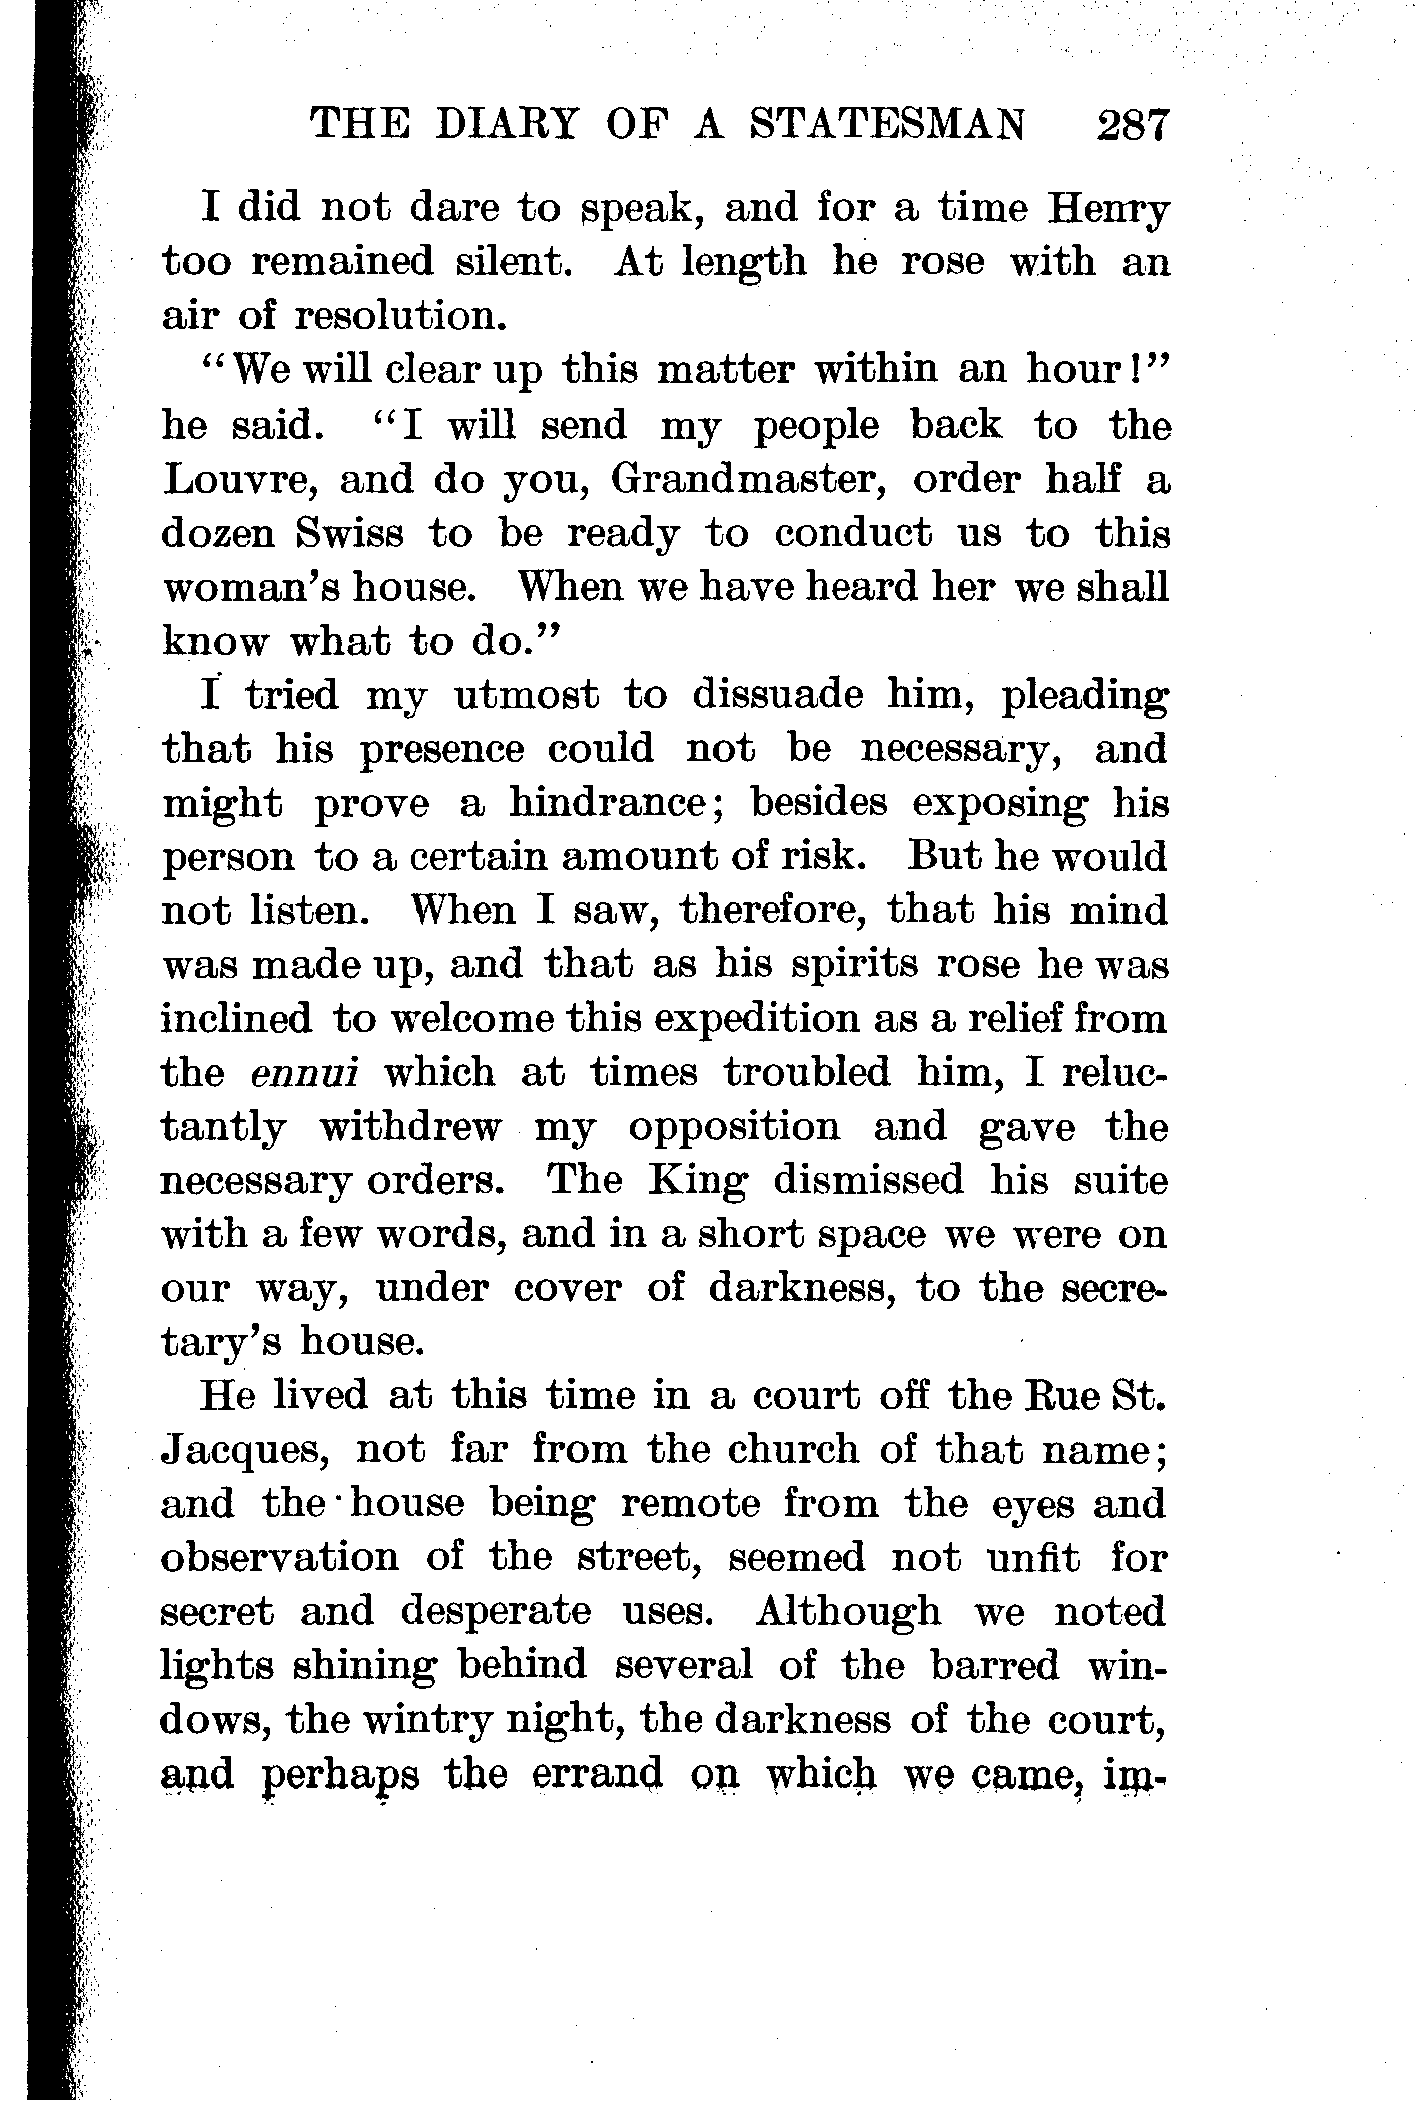 THE DIARY OF A STATESMAN 287
I did not dare to speak, and for a time Henry
too remained silent. At length he rose with an
air of resolution.
“We will clear up this matter within an hour!”
he said. “I will send my people back to the
Louvre, and do you, Grandmaster, order half a
dozen Swiss to be ready to conduct us to this
woman’s house. When we have heard her we shall
know what to do.”
I tried my utmost to dissuade him, pleading
that his presence could not be necessary, and
might prove a hindrance; besides exposing his
person to a certain amount of risk. But he would
not listen. When I saw, therefore, that his mind
was made up, and that as his spirits rose he was
inclined to welcome this expedition as a relief from
the ennui which at times troubled him, I reluc-
tantly withdrew my opposition and gave the
necessary orders. The King dismissed his suite
with a few words, and in a short space we were on
our way, under cover of darkness, to the secre-
tary’s house.
He lived at this time in a court off the Rue St.
Jacques, not far from the church of that name;
and the house being remote from the eyes and
observation of the street, seemed not unfit for
secret and desperate uses. Although we noted
lights shining behind several of the barred win-
dows, the wintry night, the darkness of the court,
and perhaps the errand on which we came, im-